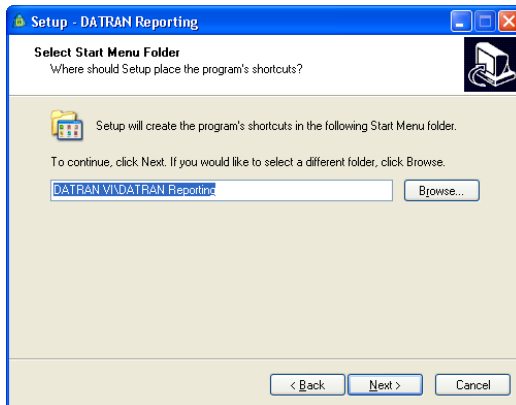 Setup - DATRAN Reporting
Select Start Menu Folder
Where should Setup place the program's shortcuts?
Setup will create the program's shortcuts in the following Start Menu folder.
To continue, click Next. If you would like to select a different folder, click Browse.
DATRAN VI\DATRAN Reporting
Browse...
< Back
Next >
Cancel